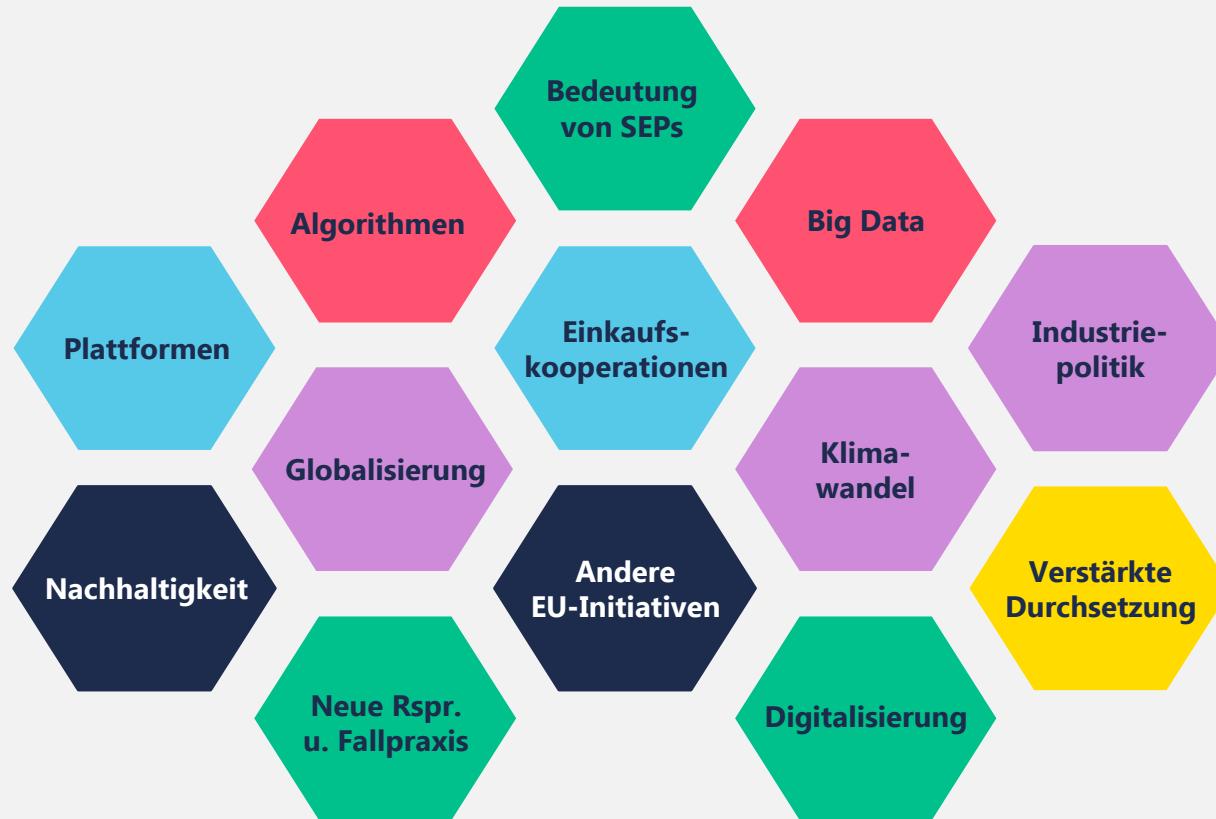 Bedeutung
von SEPs
Algorithmen
Big Data
Plattformen
Einkaufs-
kooperationen
Industrie-
politik
Globalisierung
Klima-
wandel
Nachhaltigkeit
Andere
EU-Initiativen
Verstärkte
Durchsetzung
Neue Rspr.
u. Fallpraxis
Digitalisierung